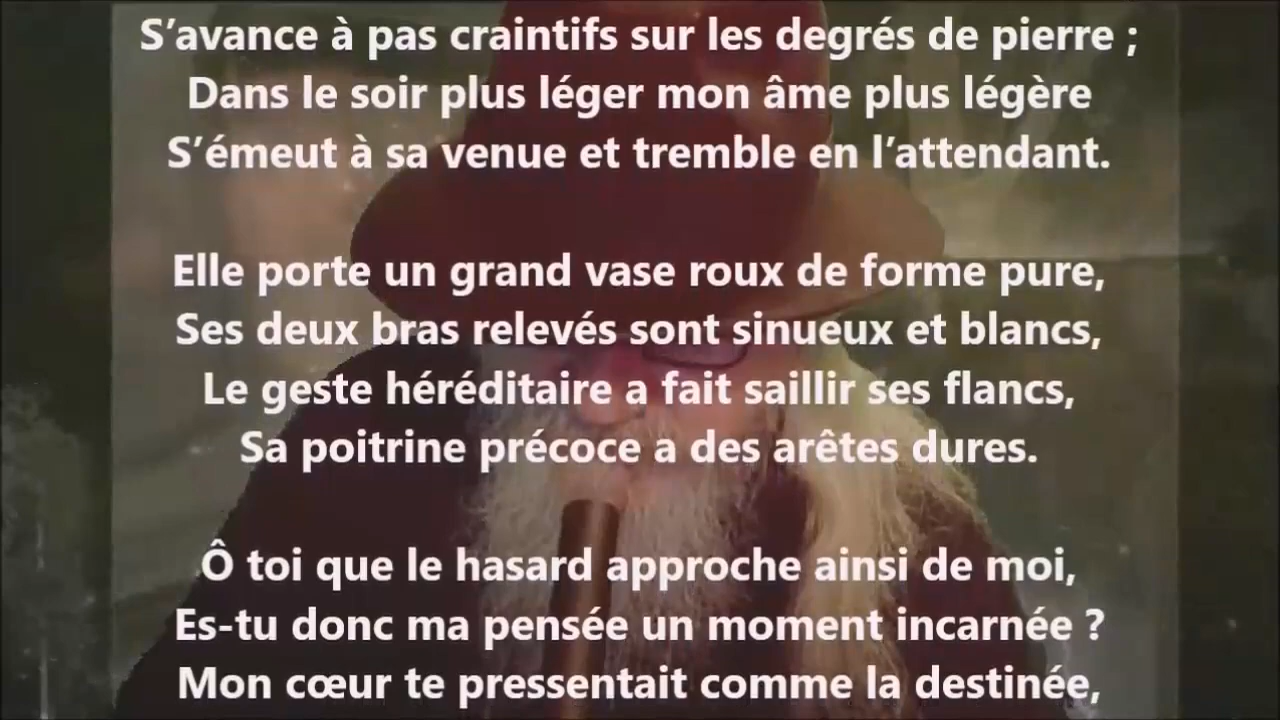 S’avance à pas craintifs sur les degrés de pierre ;
Dans le soir plus léger mon âme plus légère
S’émeut à sa venue et tremble en l’attendant.
Elle porte un grand vase roux de forme pure,
Ses deux bras relevés sont sinueux et blancs,
Le geste héréditaire a fait saillir ses flancs,
Sa poitrine précoce a des arêtes dures.
Ô toi que le hasard approche ainsi de moi,
Es-tu donc ma pensée un moment incarnée ?
Mon cœur te pressentait comme la destinée,